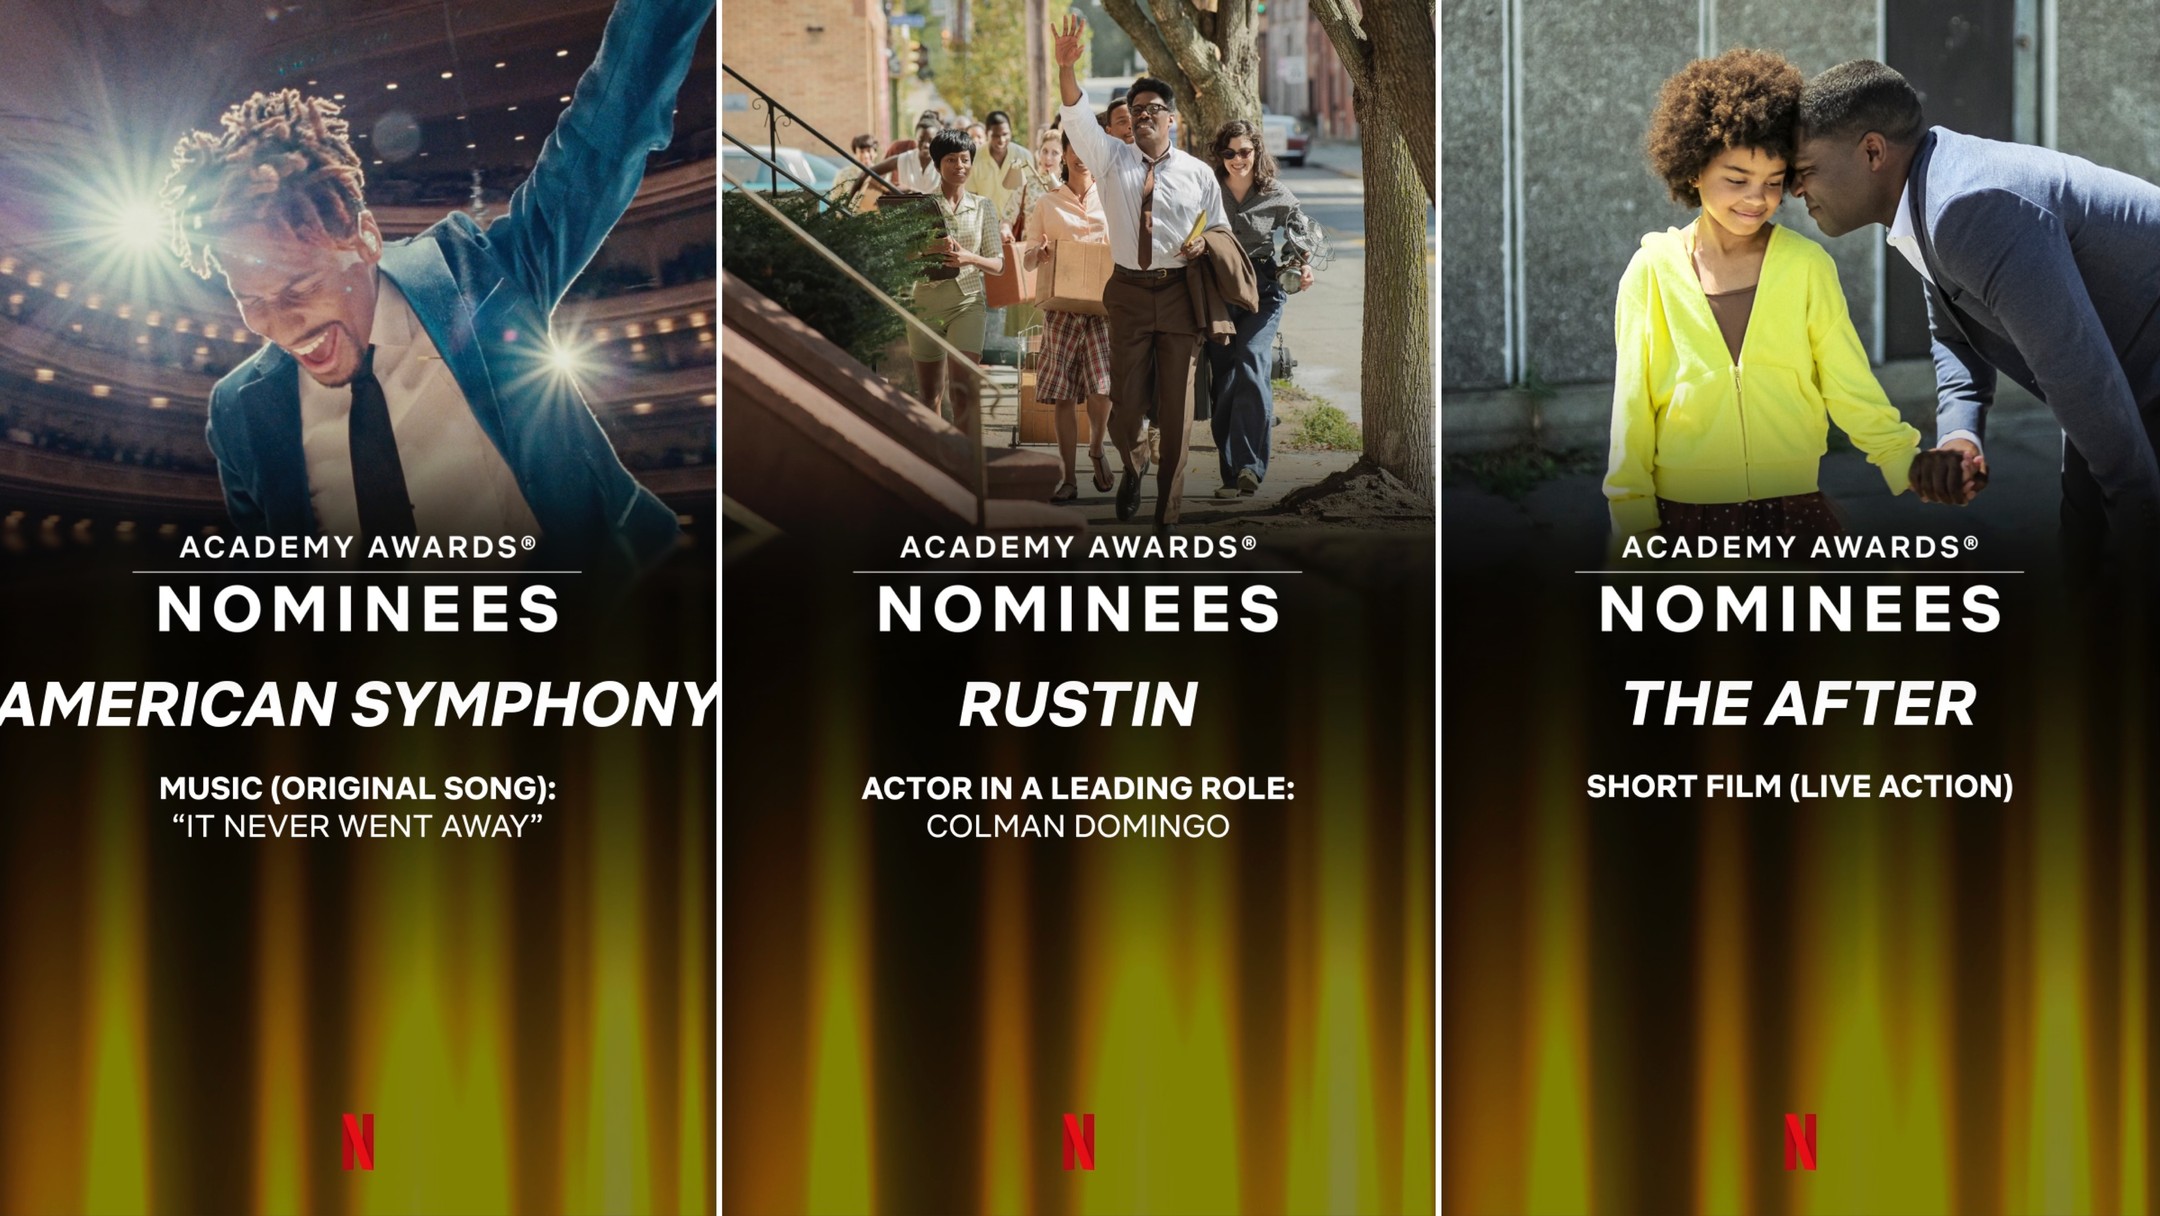 ACADEMY AWARDS®
NOMINEES
AMERICAN SYMPHONY
MUSIC (ORIGINAL SONG):
“IT NEVER WENT AWAY”
N
ACADEMY AWARDS®
NOMINEES
RUSTIN
ACTOR IN A LEADING ROLE:
COLMAN DOMINGO
N
ACADEMY AWARDS®
NOMINEES
THE AFTER
SHORT FILM (LIVE ACTION)
N